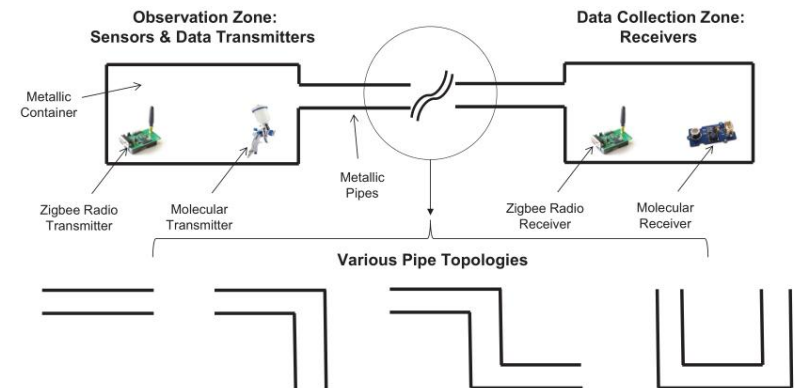 Observation Zone:
Sensors & Data Transmitters
Data Collection Zone:
Receivers
Metallic
Container
Metallic
Pipes
Zigbee Radio
Transmitter
Molecular
Transmitter
Zigbee Radio
Receiver
Molecular
Receiver
Various Pipe Topologies